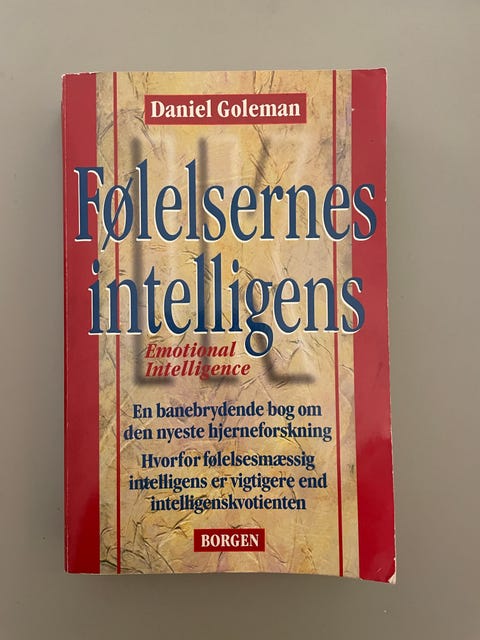 Daniel Goleman
Følelsernes
intelligens
Emotional
Intelligence
En banebrydende bog om
den nyeste hjerneforskning
Hvorfor følelsesmæssig
intelligens er vigtigere end
intelligenskvotienten
BORGEN